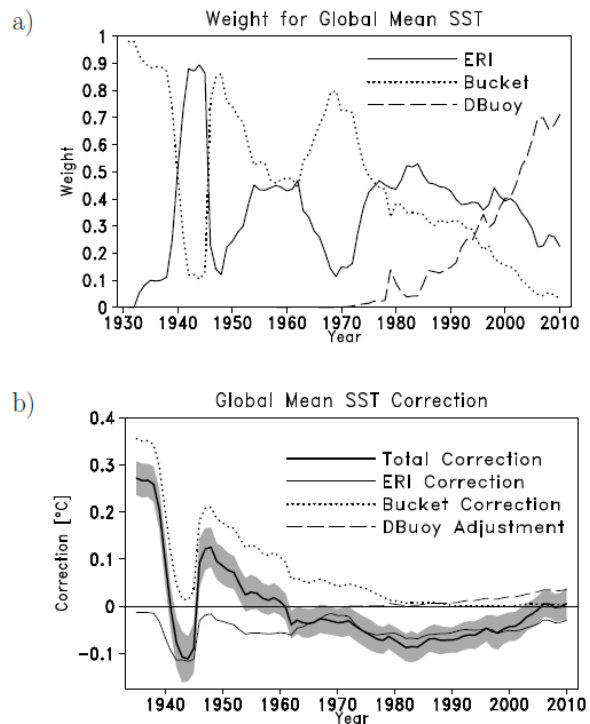 a)
Weight for Global Mean SST
ERI
Bucket
DBuoy
Weight
1
0.9
0.8
0.7
0.6
0.5
0.4
0.3
0.2
0.1
0
1930 1940 1950 1960 1970 1980 1990 2000 2010
Year
b)
Global Mean SST Correction
Total Correction
ERI Correction
Bucket Correction
DBuoy Adjustment
Correction [°C]
0.4
0.3
0.2
0.1
0
-0.1
1940 1950 1960 1970 1980 1990 2000 2010
Year